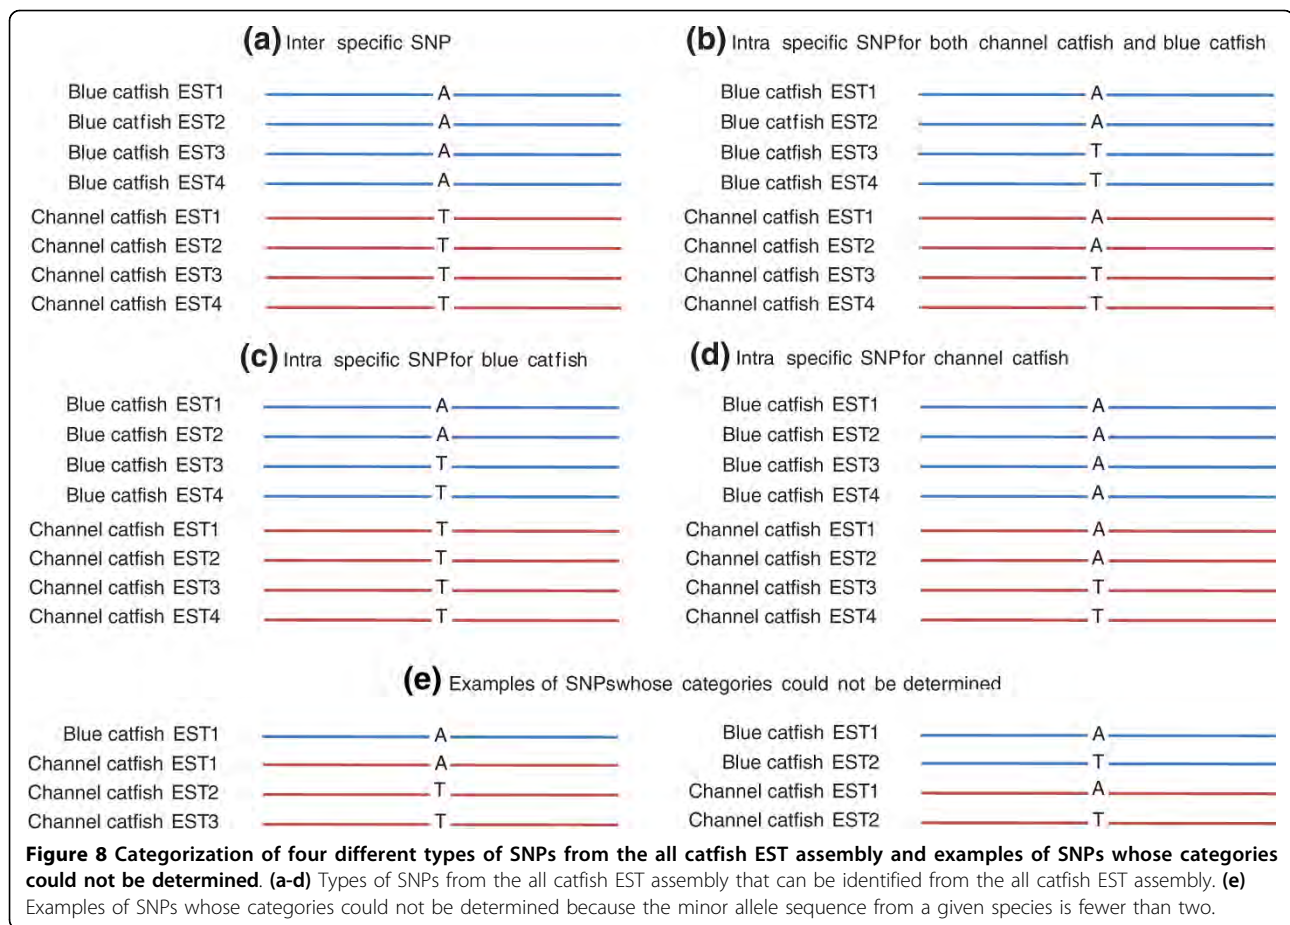 (a) Inter specific SNP
Blue catfish EST1 A
Blue catfish EST2 A
Blue catfish EST3 A
Blue catfish EST4 A
Channel catfish EST1 T
Channel catfish EST2 T
Channel catfish EST3 T
Channel catfish EST4 T
(b) Intra specific SNPfor both channel catfish and blue catfish
Blue catfish EST1 A
Blue catfish EST2 A
Blue catfish EST3 T
Blue catfish EST4 T
Channel catfish EST1 A
Channel catfish EST2 A
Channel catfish EST3 T
Channel catfish EST4 T
(c) Intra specific SNPfor blue catfish
Blue catfish EST1 A
Blue catfish EST2 A
Blue catfish EST3 T
Blue catfish EST4 T
Channel catfish EST1 T
Channel catfish EST2 T
Channel catfish EST3 T
Channel catfish EST4 T
(d) Intra specific SNPfor channel catfish
Blue catfish EST1 A
Blue catfish EST2 A
Blue catfish EST3 A
Blue catfish EST4 A
Channel catfish EST1 A
Channel catfish EST2 A
Channel catfish EST3 T
Channel catfish EST4 T
(e) Examples of SNPswhose categories could not be determined
Blue catfish EST1 A
Channel catfish EST1 A
Channel catfish EST2 T
Channel catfish EST3 T
Blue catfish EST1 A
Blue catfish EST2 T
Channel catfish EST1 A
Channel catfish EST2 T
Figure 8 Categorization of four different types of SNPs from the all catfish EST assembly and examples of SNPs whose categories
could not be determined. (a-d) Types of SNPs from the all catfish EST assembly that can be identified from the all catfish EST assembly. (e)
Examples of SNPs whose categories could not be determined because the minor allele sequence from a given species is fewer than two.